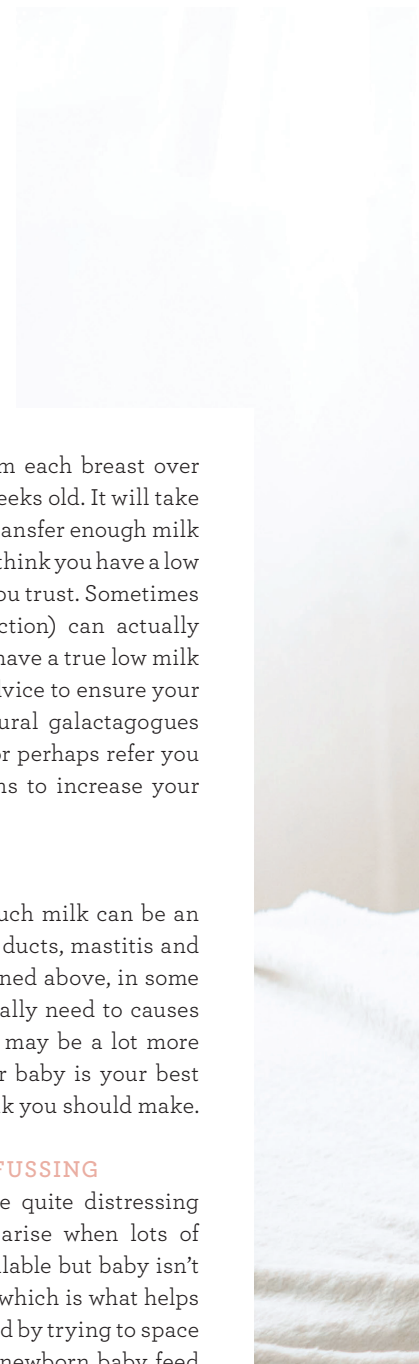 m each breast over
eeks old. It will take
ansfer enough milk
think you have a low
ou trust. Sometimes
ction) can actually
have a true low milk
lvice to ensure your
ural galactagogues
or perhaps refer you
ns to increase your
uch milk can be an
ducts, mastitis and
ned above, in some
ally need to causes
may be a lot more
r baby is your best
lk you should make.
FUSSING
e quite distressing
arise when lots of
ilable but baby isn't
which is what helps
d by trying to space
newborn baby feed